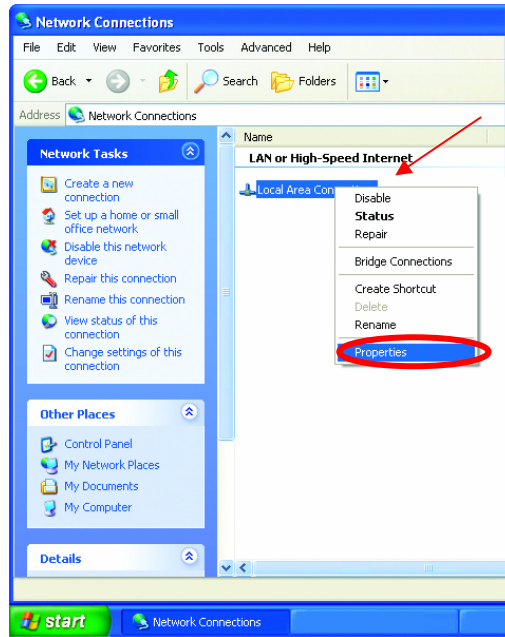 Network Connections
File Edit View Favorites Tools Advanced Help
Back Search Folders
Address Network Connections
Name
Network Tasks
LAN or High-Speed Internet
Create a new
connection
Set up a home or small
office network
Disable this network
device
Repair this connection
Rename this connection
View status of this
connection
Change settings of this
connection
Local Area
Disable
Status
Repair
Bridge Connections
Create Shortcut
Delete
Rename
Properties
Other Places
Control Panel
My Network Places
My Documents
My Computer
Details
start Network Connections